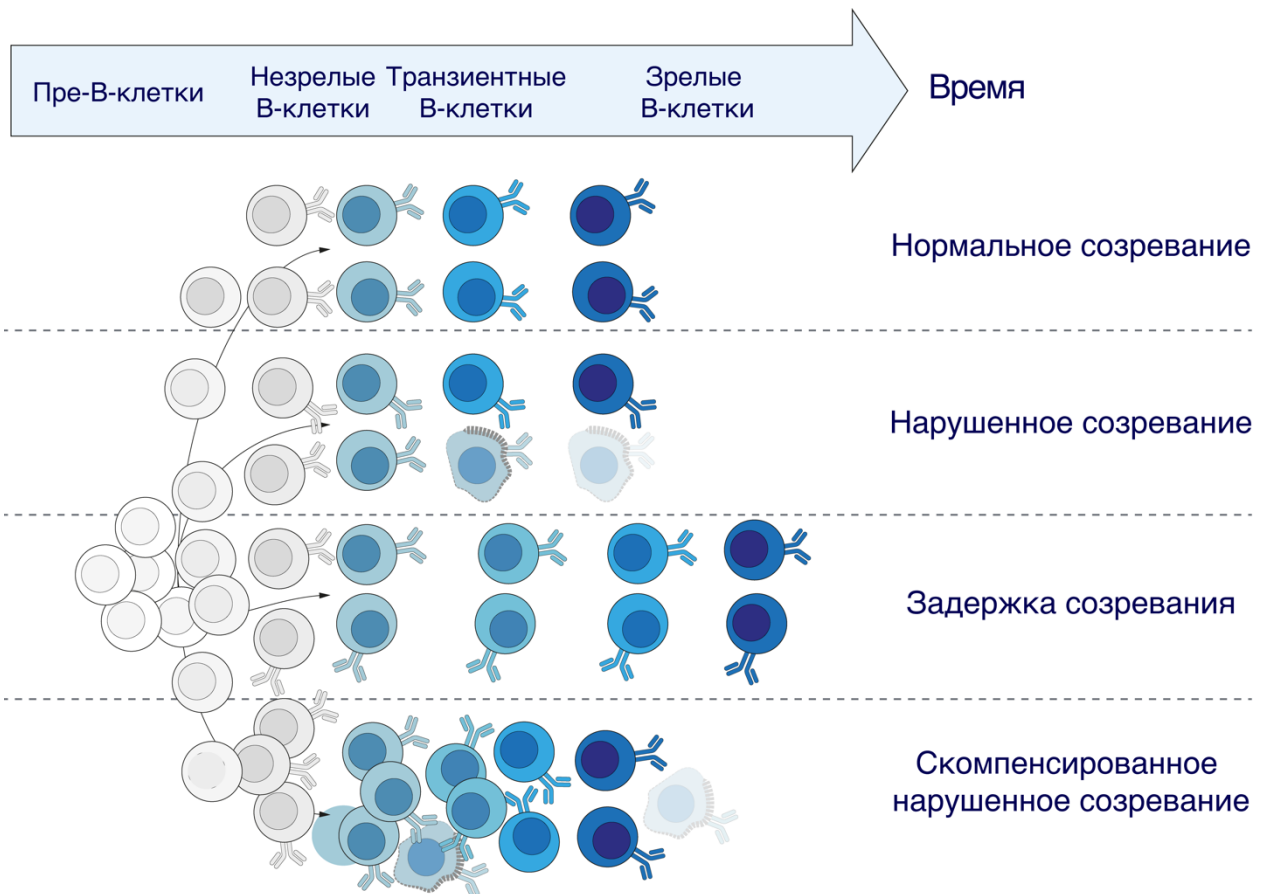 Пре-В-клетки
Незрелые
В-клетки
Транзиентные
В-клетки
Зрелые
В-клетки
Время
Нормальное созревание
Нарушенное созревание
Задержка созревания
Скомпенсированное
нарушенное созревание